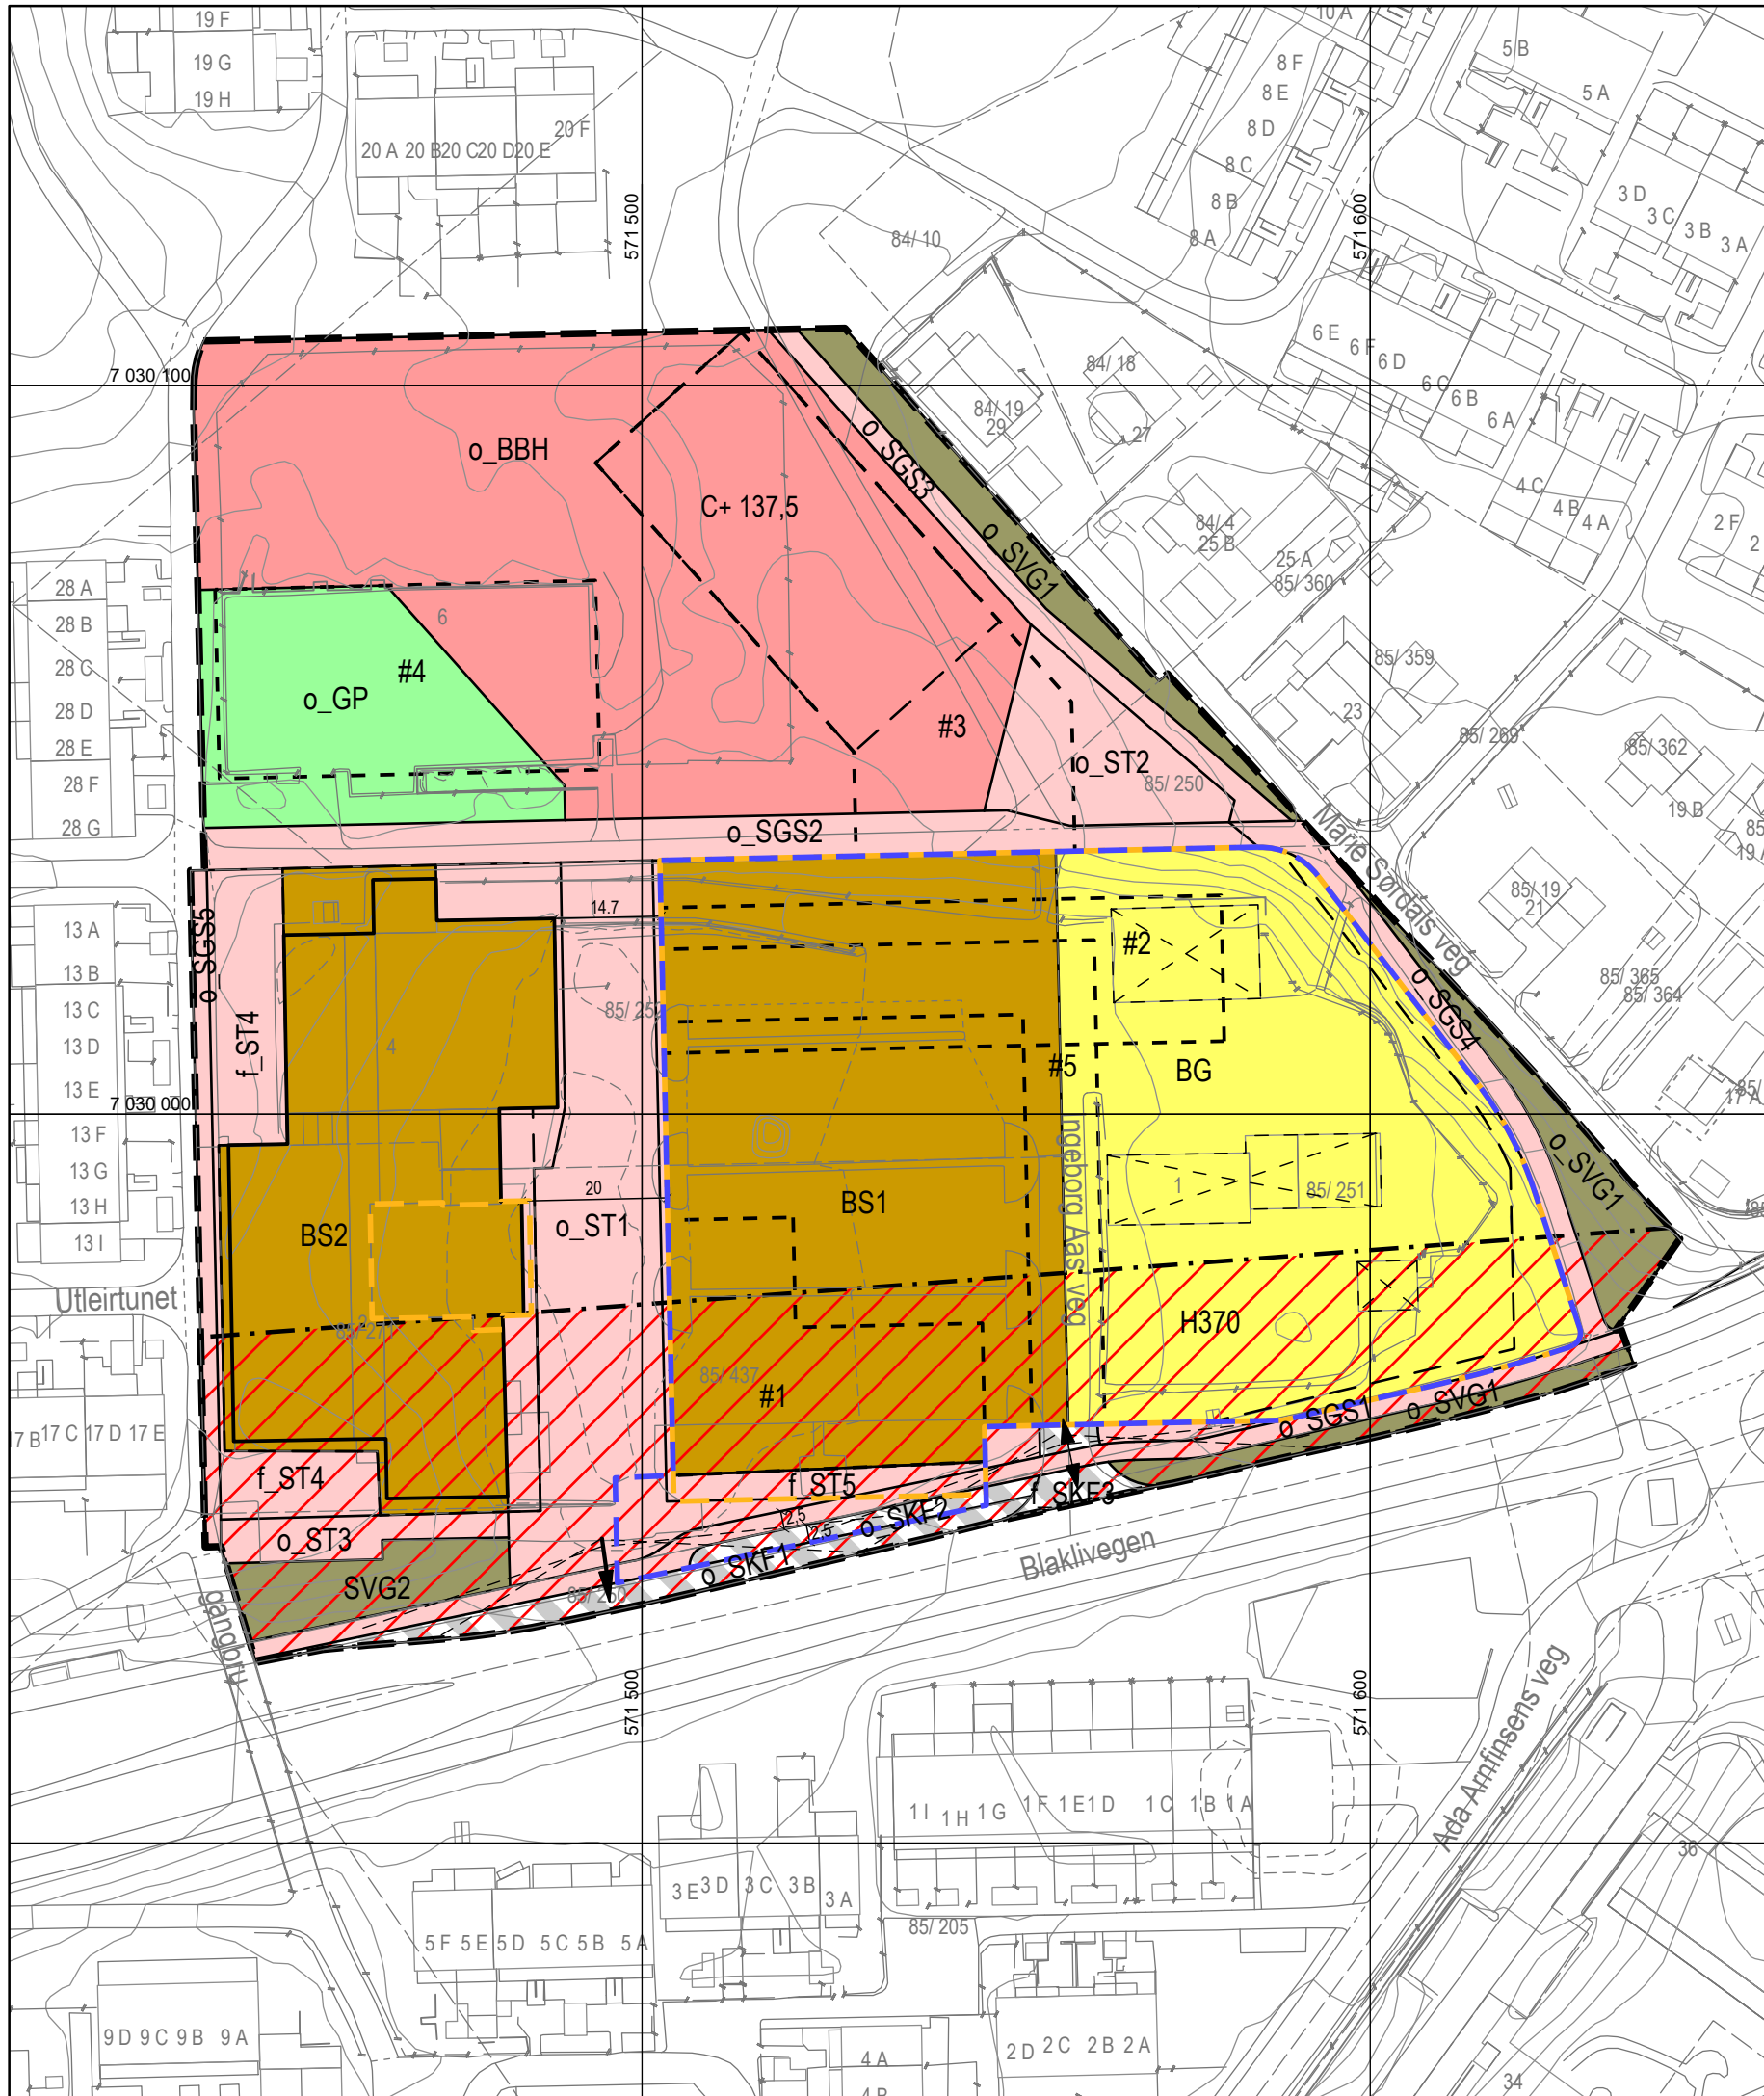 19 F
19 G
19 H
20 A 20 B 20 C 20 D 20 E
20 F
10 A
8 F
8 E
8 D
8 C
8 B
8 A
5 B
5 A
3 D
3 C
3 B
3 A
571 500
571 600
84/ 10
84/ 18
84/ 19
29
27
6 E
6 F
6 D
6 C
6 B
6 A
4 C
4 B
4 A
2 F
2
7 030 100
o_BBH
C+ 137,5
o_SGS3
o_SVG1
84/ 4
25 B
25 A
85/ 360
28 A
28 B
28 C
28 D
28 E
28 F
28 G
6
#4
o_GP
#3
o_ST2
85/ 250
85/ 359
23
85/ 269
85/ 362
19 B
o_SGS2
Marie Sørdals veg
85/ 19
21
85/ 365
85/ 364
13 A
13 B
13 C
13 D
13 E
13 F
13 G
13 H
13 I
o_SGS5
f_ST4
14.7
#2
o_SGS4
4
#5
BG
17 A
7 030 000
Ingeborg Aas' veg
o_SVG1
20
BS2
o_ST1
BS1
1
85/ 251
Utleirtunet
H370
85/ 437
#1
17 C 17 D 17 E
f_ST4
f_ST5
o_SGS1
o_SVG1
o_ST3
2,5
2,5
o_SKF2
f_SKF3
o_SKF1
SVG2
Blaklivegen
gangbru
571 500
571 600
Ada Arnfinsens veg
1 I 1 H 1 G 1 F 1 E 1 D 1 C 1 B 1 A
36
3 E 3 D 3 C 3 B 3 A
85/ 205
5 F 5 E 5 D 5 C 5 B 5 A
9 D 9 C 9 B 9 A
4 A
4 B
2 D 2 C 2 B 2 A
34